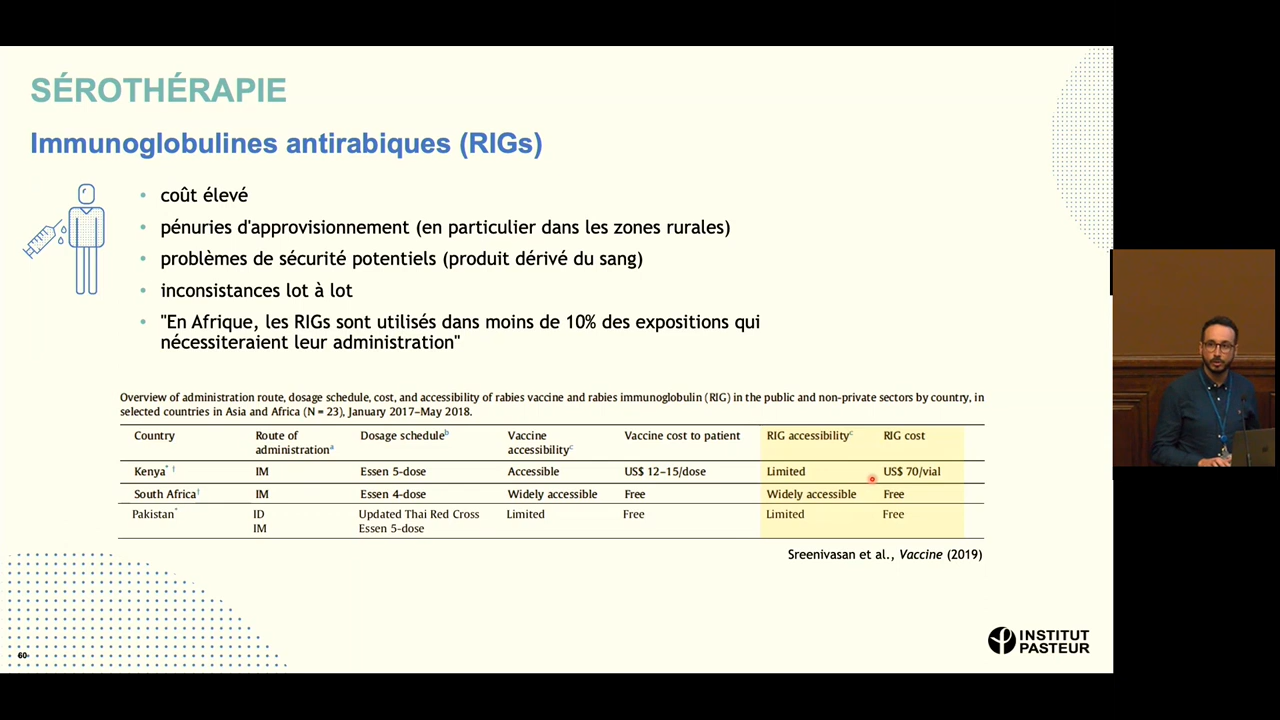 SÉROTHÉRAPIE
Immunoglobulines antirabiques (RIGs)
• coût élevé
• pénuries d'approvisionnement (en particulier dans les zones rurales)
• problèmes de sécurité potentiels (produit dérivé du sang)
• inconsistances lot à lot
• "En Afrique, les RIGs sont utilisés dans moins de 10% des expositions qui
nécessiteraient leur administration"
Overview of administration route, dosage schedule, cost, and accessibility of rabies vaccine and rabies immunoglobulin (RIG) in the public and non-private sectors by country, in
selected countries in Asia and Africa (N = 23), January 2017–May 2018.
Country Route of Dosage scheduleᵇ Vaccine Vaccine cost to patient RIG accessibilityᶜ RIG cost
administrationᵃ accessibilityᶜ
Kenya* † IM Essen 5-dose Accessible US$ 12–15/dose Limited US$ 70/vial
South Africa† IM Essen 4-dose Widely accessible Free Widely accessible Free
Pakistan* ID Updated Thai Red Cross Limited Free Limited Free
IM Essen 5-dose
Sreenivasan et al., Vaccine (2019)
INSTITUT
PASTEUR
60